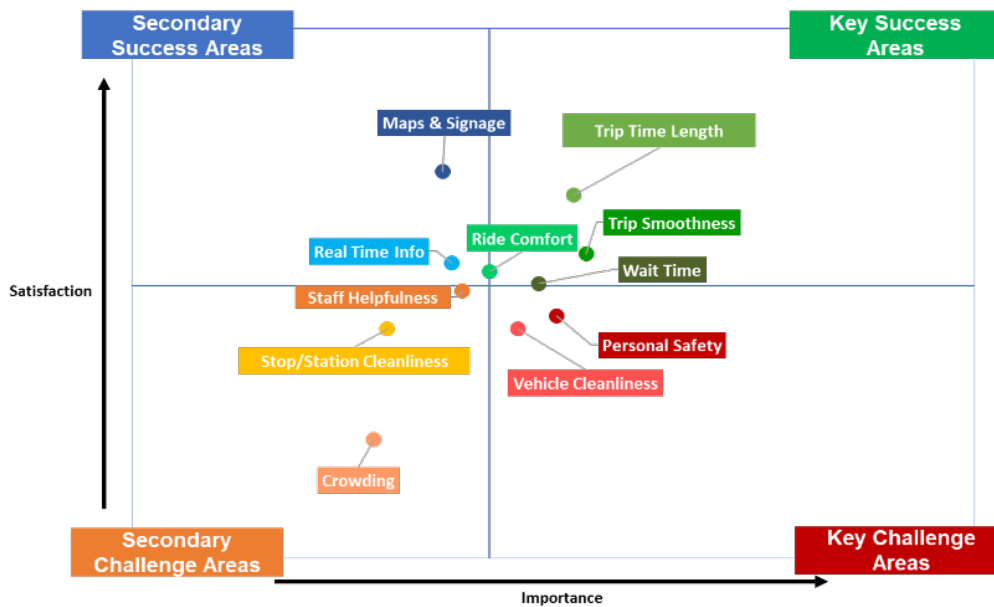 Secondary
Success Areas
Key Success
Areas
Maps & Signage
Trip Time Length
Trip Smoothness
Ride Comfort
Real Time Info
Wait Time
Satisfaction
Staff Helpfulness
Personal Safety
Stop/Station Cleanliness
Vehicle Cleanliness
Crowding
Secondary
Challenge Areas
Key Challenge
Areas
Importance